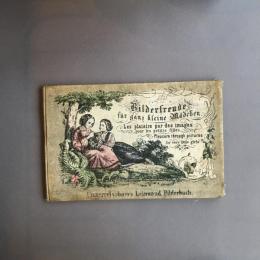 Bilderfreude
für ganz kleine Mädchen.
Les plaisirs par des images
pour les petites filles.
Pleasure through pictures
for very little girls.
Unzerreissbares Leinwand Bilderbuch.